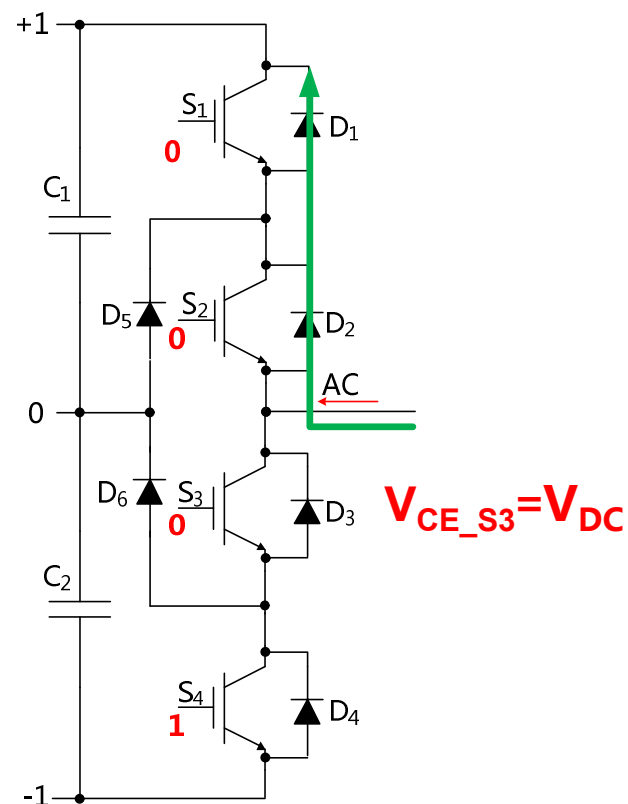 +1
S1
D1
0
C1
S2
D5
D2
0
AC
0
S3
D6
D3
0
VCE_S3=VDC
C2
S4
D4
1
-1